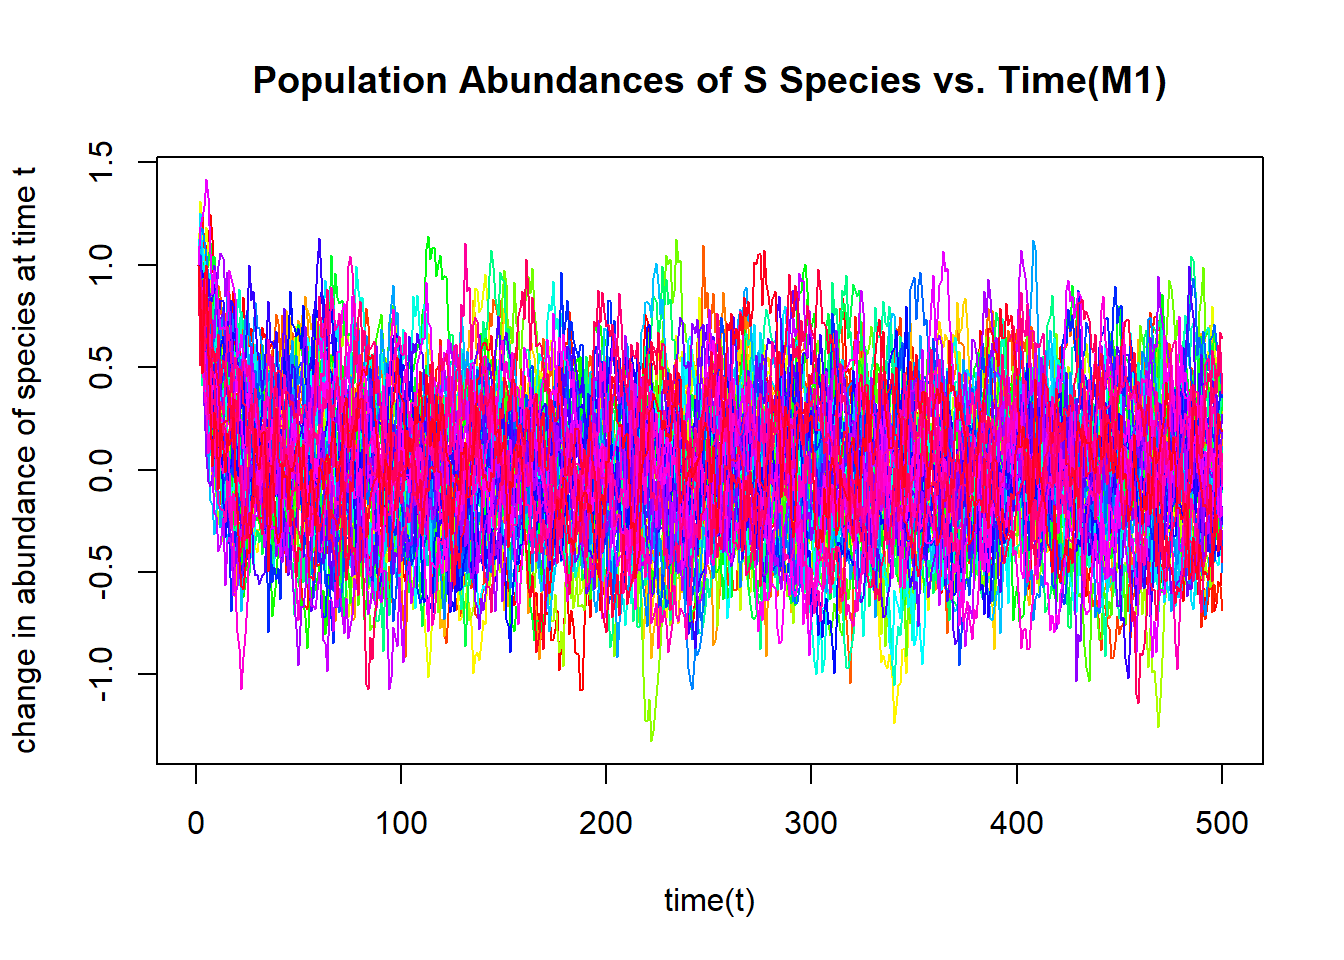 Population Abundances of S Species vs. Time(M1)
change in abundance of species at time t
1.5
1.0
0.5
0.0
-0.5
-1.0
0 100 200 300 400 500
time(t)